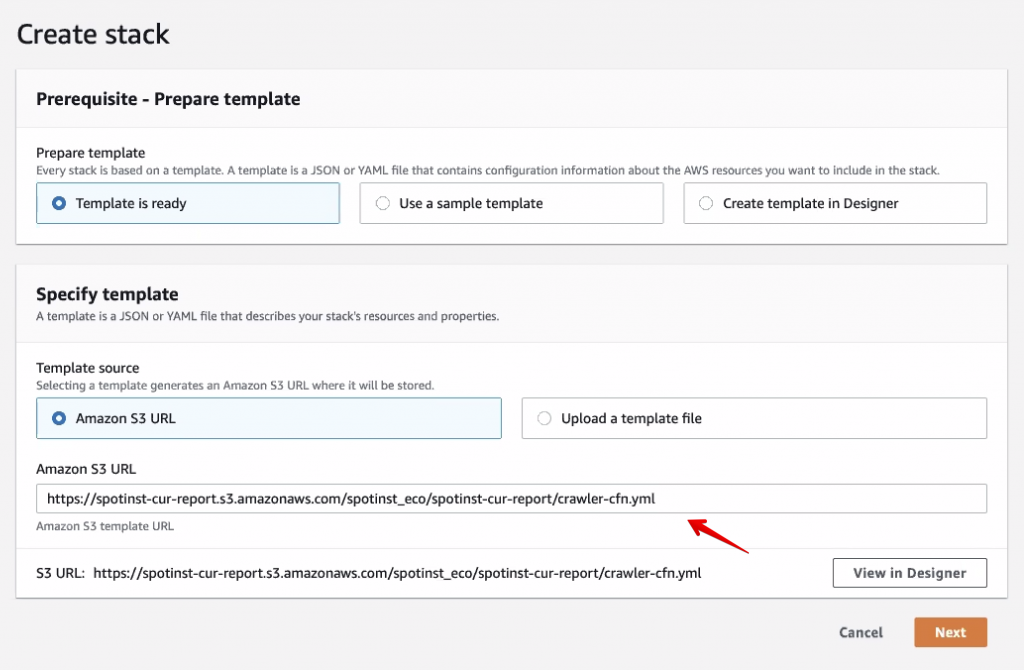 Create stack
Prerequisite - Prepare template
Prepare template
Every stack is based on a template. A template is a JSON or YAML file that contains configuration information about the AWS resources you want to include in the stack.
Template is ready
Use a sample template
Create template in Designer
Specify template
A template is a JSON or YAML file that describes your stack's resources and properties.
Template source
Selecting a template generates an Amazon S3 URL where it will be stored.
Amazon S3 URL
Upload a template file
Amazon S3 URL
https://spotinst-cur-report.s3.amazonaws.com/spotinst_eco/spotinst-cur-report/crawler-cfn.yml
Amazon S3 template URL
S3 URL: https://spotinst-cur-report.s3.amazonaws.com/spotinst_eco/spotinst-cur-report/crawler-cfn.yml
View in Designer
Cancel
Next